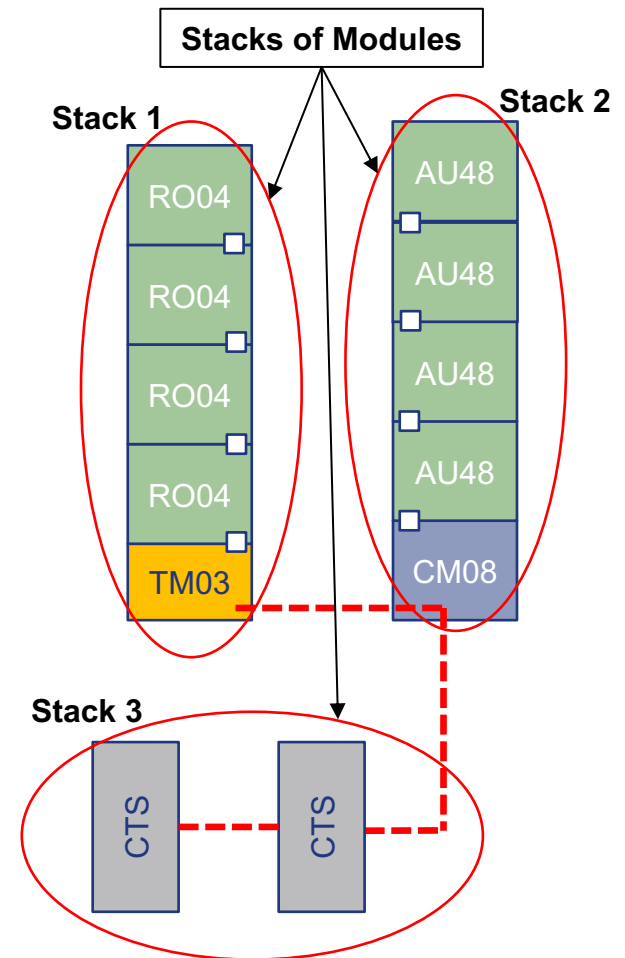 Stacks of Modules
Stack 1
Stack 2
RO04
RO04
RO04
RO04
TM03
AU48
AU48
AU48
AU48
CM08
Stack 3
CTS
CTS